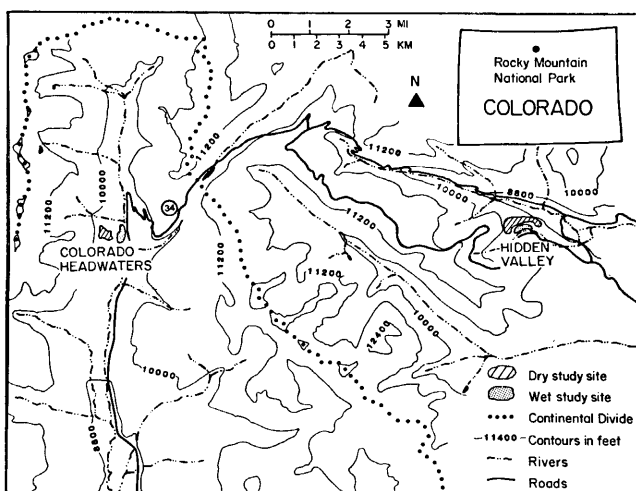 0 1 2 3 MI
0 1 2 3 4 5 KM
N
Rocky Mountain
National Park
COLORADO
11200
11200
10000
8800
10000
10000
34
11200
11200
COLORADO
HEADWATERS
HIDDEN
VALLEY
11200
11200
10000
12400
10000
8800
Dry study site
Wet study site
Continental Divide
11400 Contours in feet
Rivers
Roads